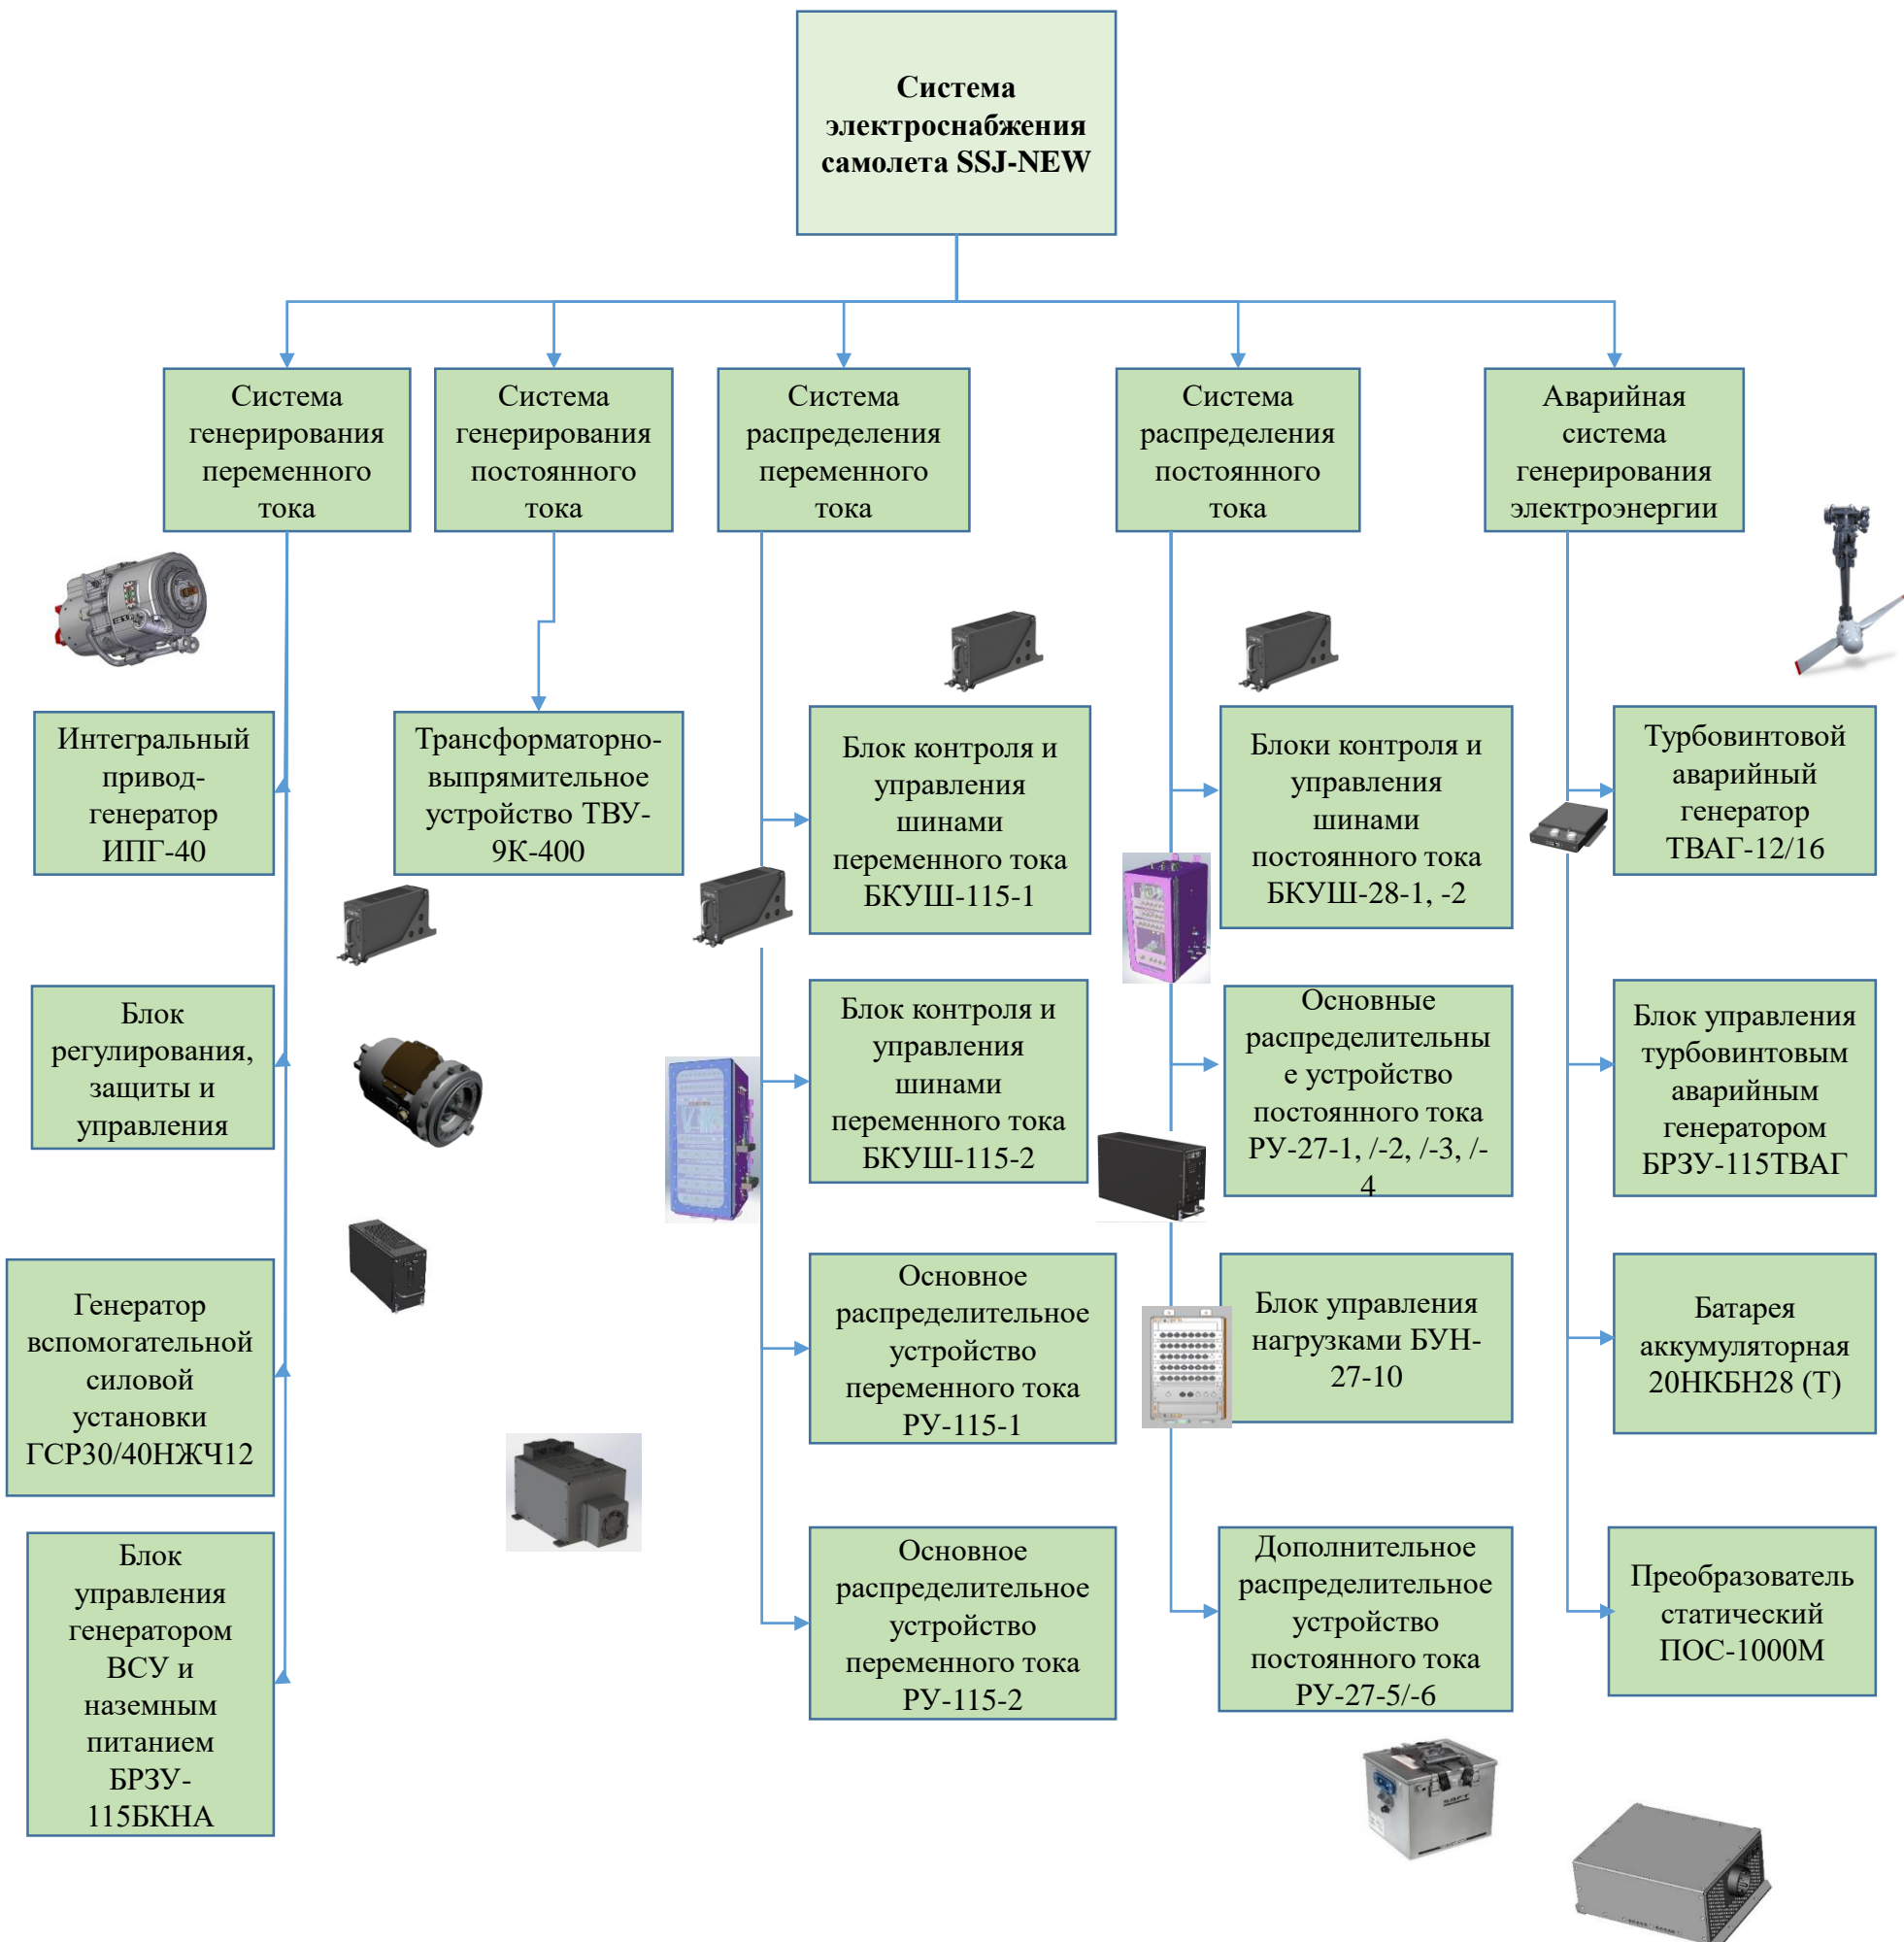 Система
электроснабжения
самолета SSJ-NEW
Система
генерирования
переменного
тока
Система
генерирования
постоянного
тока
Система
распределения
переменного
тока
Система
распределения
постоянного
тока
Аварийная
система
генерирования
электроэнергии
Интегральный
привод-
генератор
ИПГ-40
Блок
регулирования,
защиты и
управления
Генератор
вспомогательной
силовой
установки
ГСР30/40НЖЧ12
Блок
управления
генератором
ВСУ и
наземным
питанием
БРЗУ-
115БКНА
Трансформаторно-
выпрямительное
устройство ТВУ-
9К-400
Блок контроля и
управления
шинами
переменного тока
БКУШ-115-1
Блок контроля и
управления
шинами
переменного тока
БКУШ-115-2
Основное
распределительное
устройство
переменного тока
РУ-115-1
Основное
распределительное
устройство
переменного тока
РУ-115-2
Блоки контроля и
управления
шинами
постоянного тока
БКУШ-28-1, -2
Основные
распределительны
е устройство
постоянного тока
РУ-27-1, /-2, /-3, /-
4
Блок управления
нагрузками БУН-
27-10
Дополнительное
распределительное
устройство
постоянного тока
РУ-27-5/-6
Турбовинтовой
аварийный
генератор
ТВАГ-12/16
Блок управления
турбовинтовым
аварийным
генератором
БРЗУ-115ТВАГ
Батарея
аккумуляторная
20НКБН28 (Т)
Преобразователь
статический
ПОС-1000М